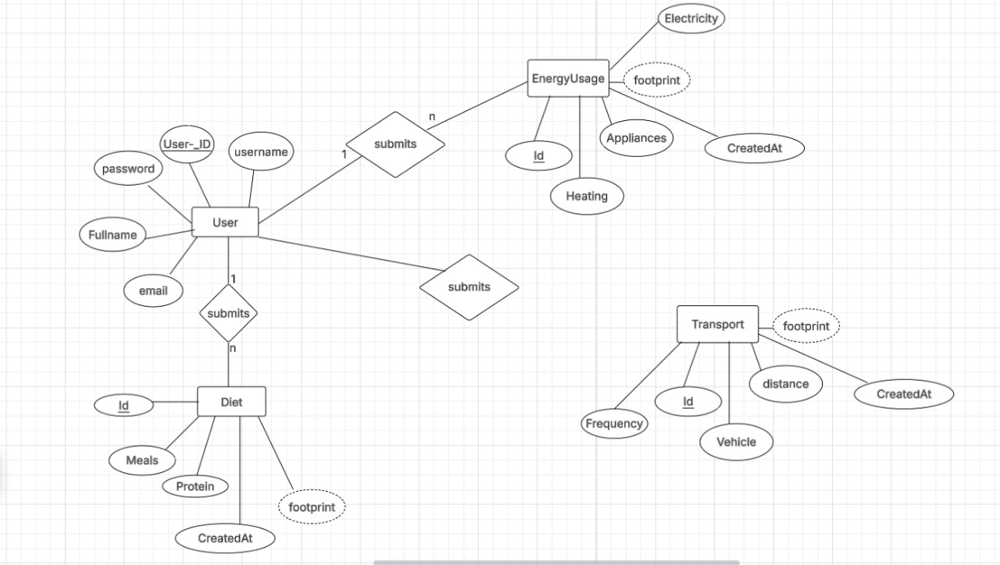 Electricity
EnergyUsage
footprint
n
submits
Appliances
CreatedAt
Id
1
User-_ID
username
password
Heating
User
Fullname
email
1
submits
submits
n
Transport
footprint
distance
CreatedAt
Id
Frequency
Vehicle
Id
Diet
Meals
Protein
footprint
CreatedAt